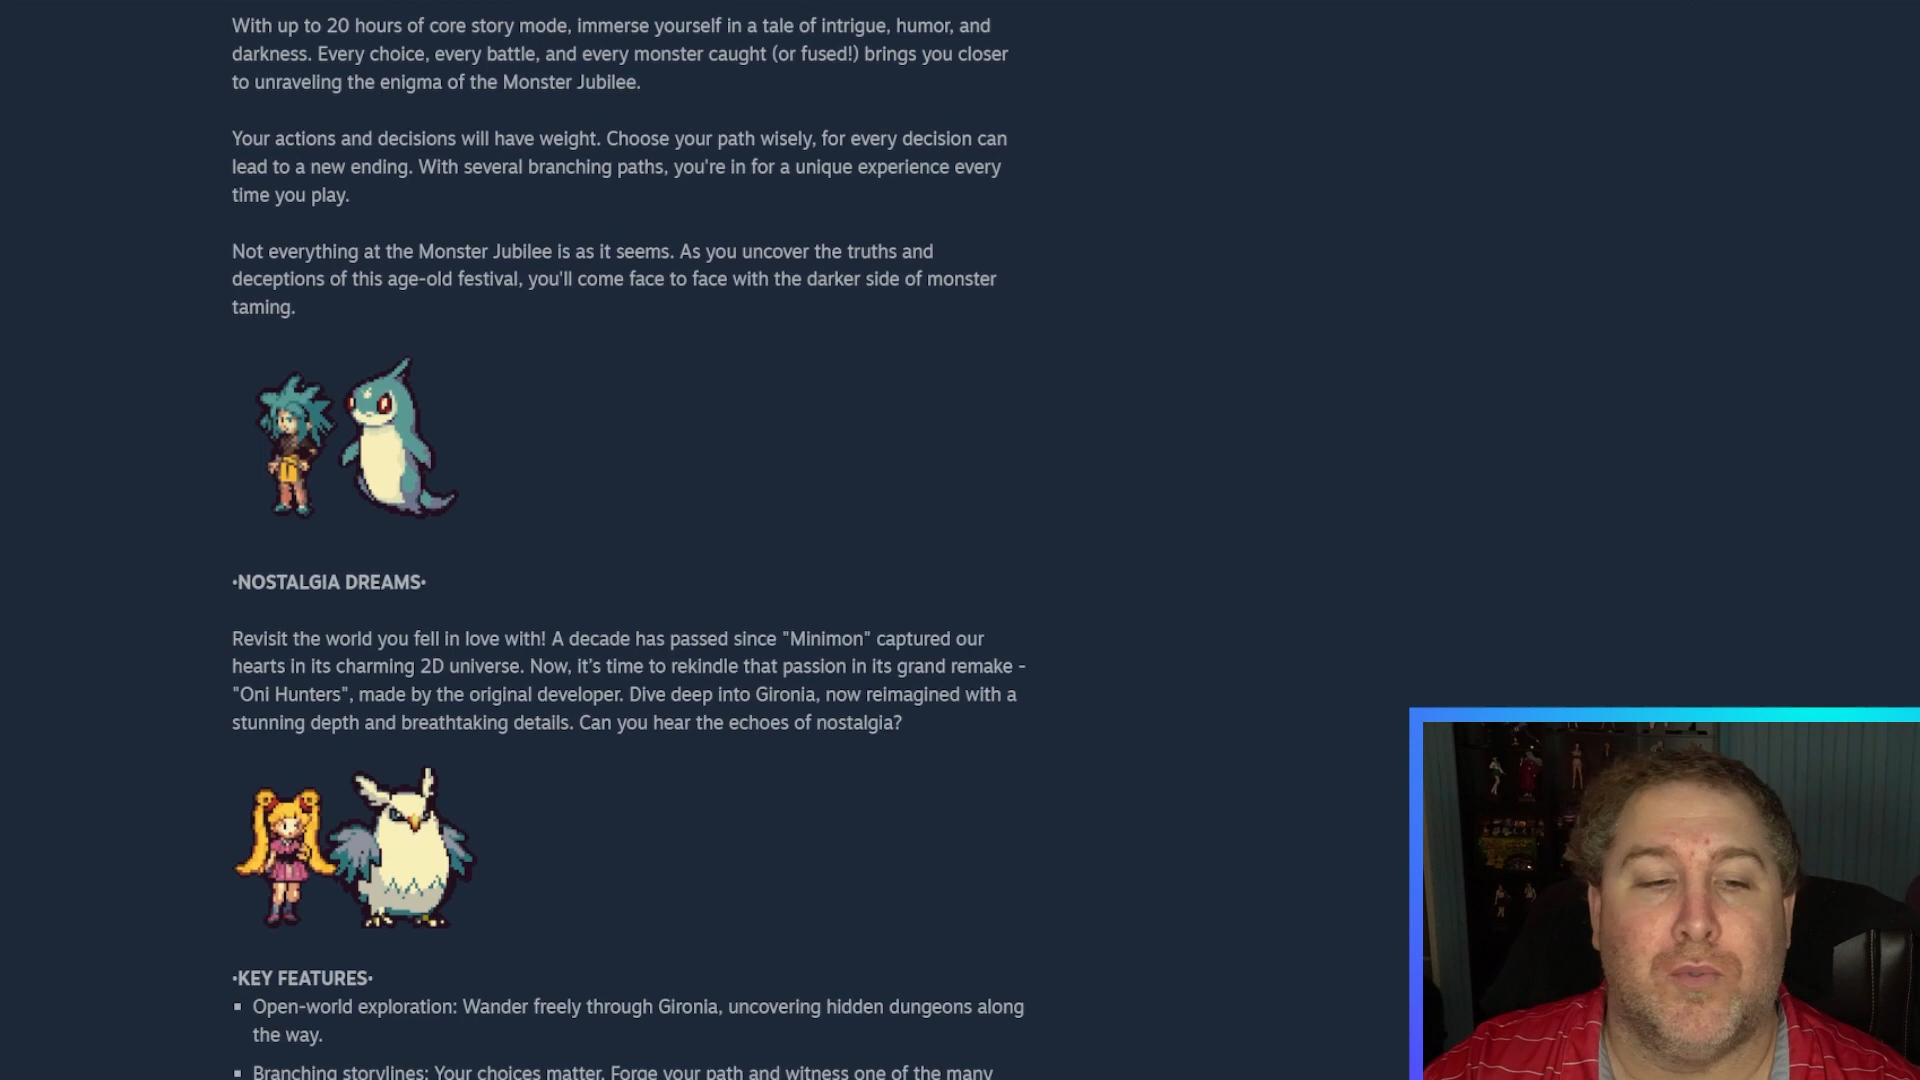 With up to 20 hours of core story mode, immerse yourself in a tale of intrigue, humor, and
darkness. Every choice, every battle, and every monster caught (or fused!) brings you closer
to unraveling the enigma of the Monster Jubilee.
Your actions and decisions will have weight. Choose your path wisely, for every decision can
lead to a new ending. With several branching paths, you're in for a unique experience every
time you play.
Not everything at the Monster Jubilee is as it seems. As you uncover the truths and
deceptions of this age-old festival, you'll come face to face with the darker side of monster
taming.
•NOSTALGIA DREAMS•
Revisit the world you fell in love with! A decade has passed since "Minimon" captured our
hearts in its charming 2D universe. Now, it's time to rekindle that passion in its grand remake -
"Oni Hunters", made by the original developer. Dive deep into Gironia, now reimagined with a
stunning depth and breathtaking details. Can you hear the echoes of nostalgia?
•KEY FEATURES•
▪ Open-world exploration: Wander freely through Gironia, uncovering hidden dungeons along
the way.
▪ Branching storylines: Your choices matter. Forge your path and witness one of the many